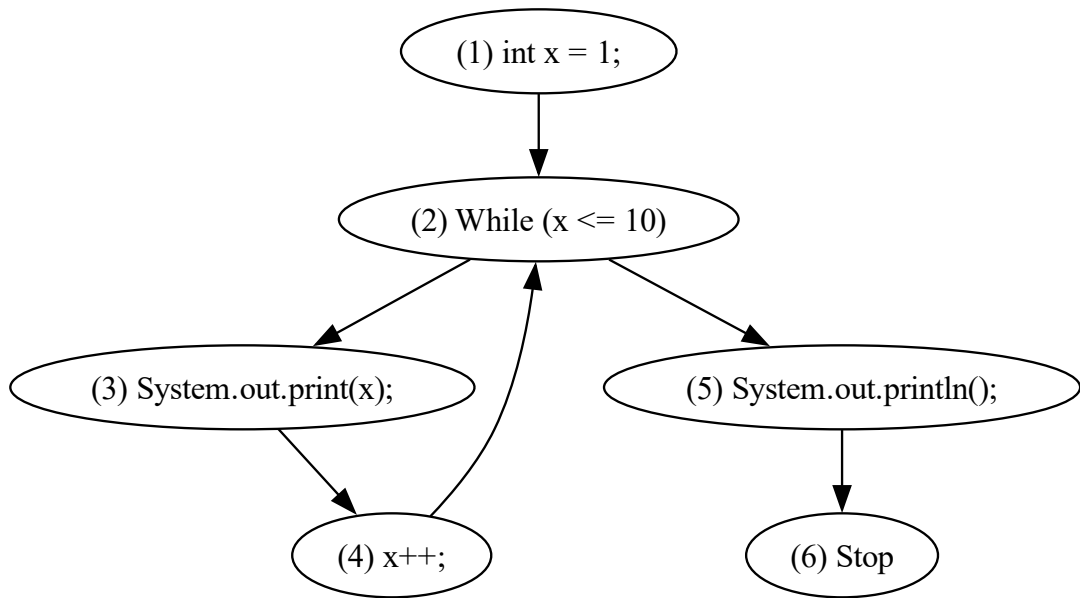 (1) int x = 1;
(2) While (x <= 10)
(3) System.out.print(x);
(5) System.out.println();
(4) x++;
(6) Stop